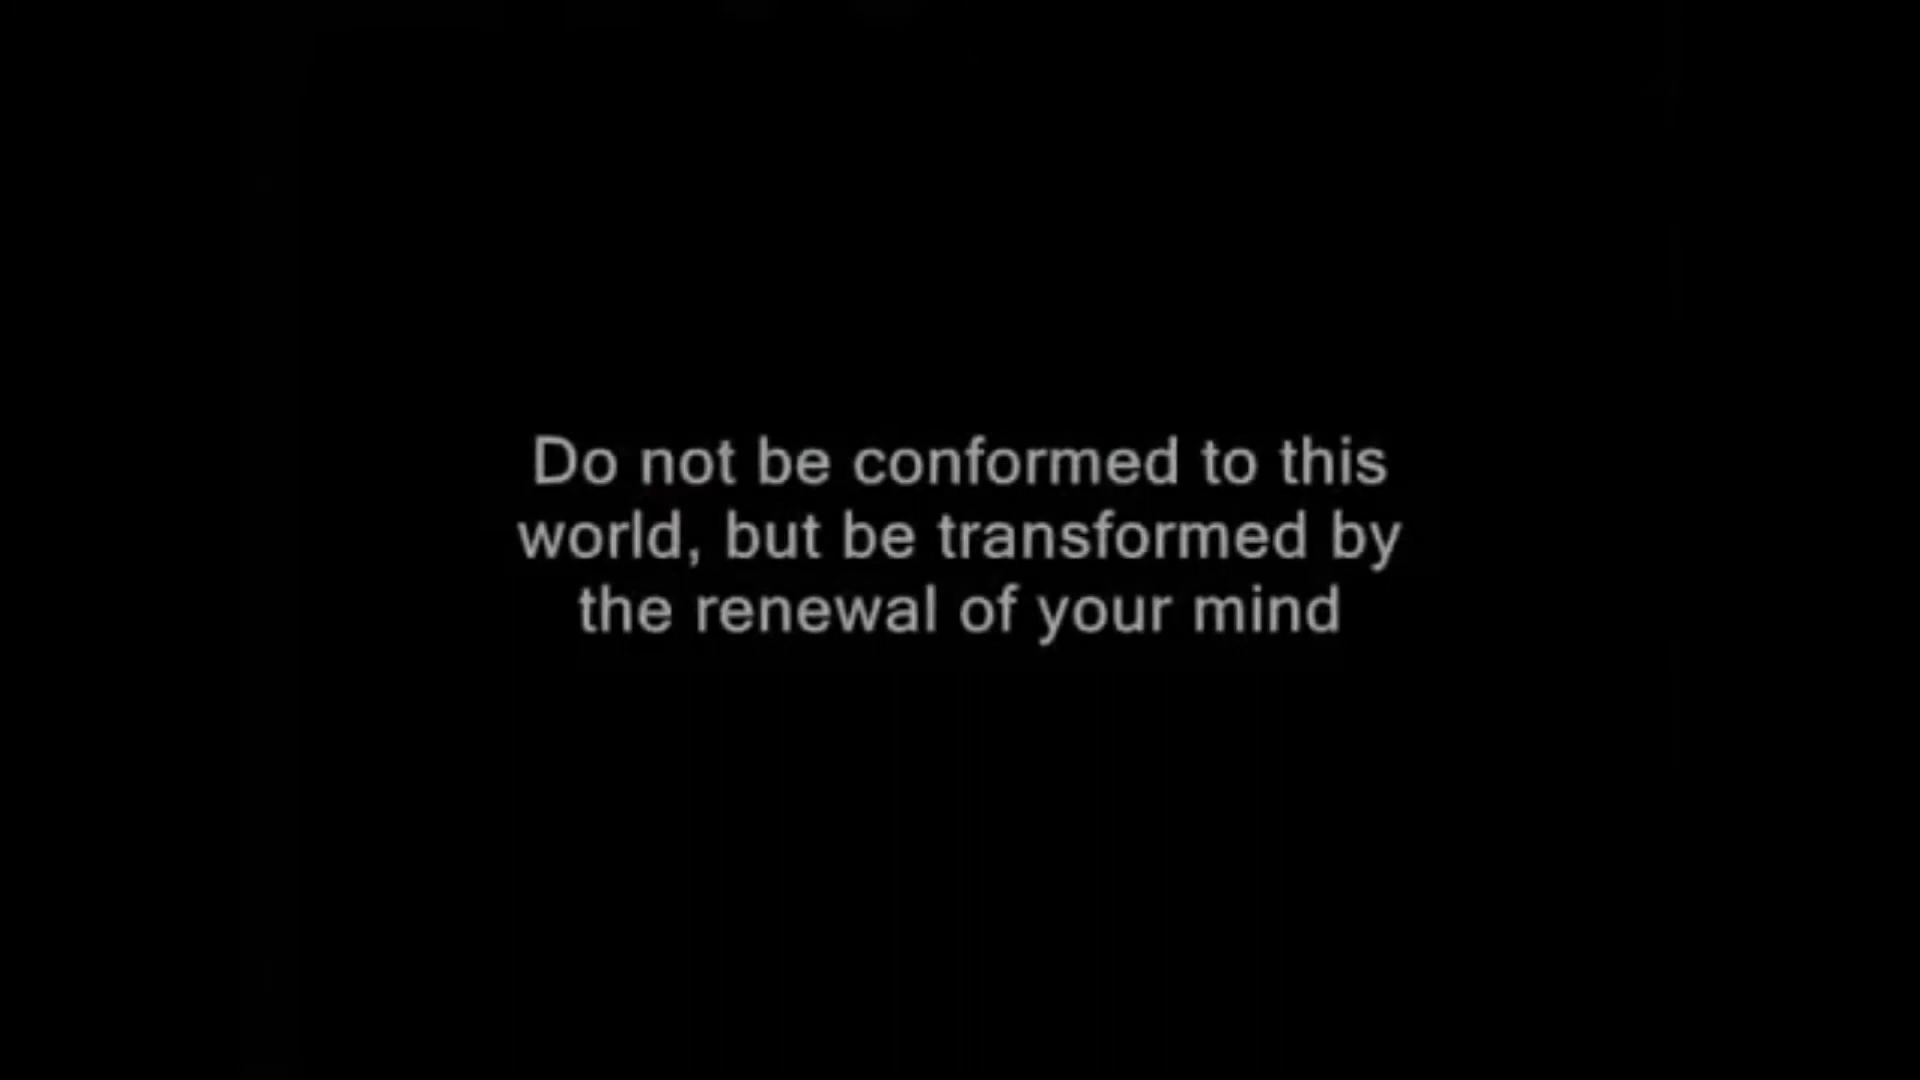 Do not be conformed to this
world, but be transformed by
the renewal of your mind